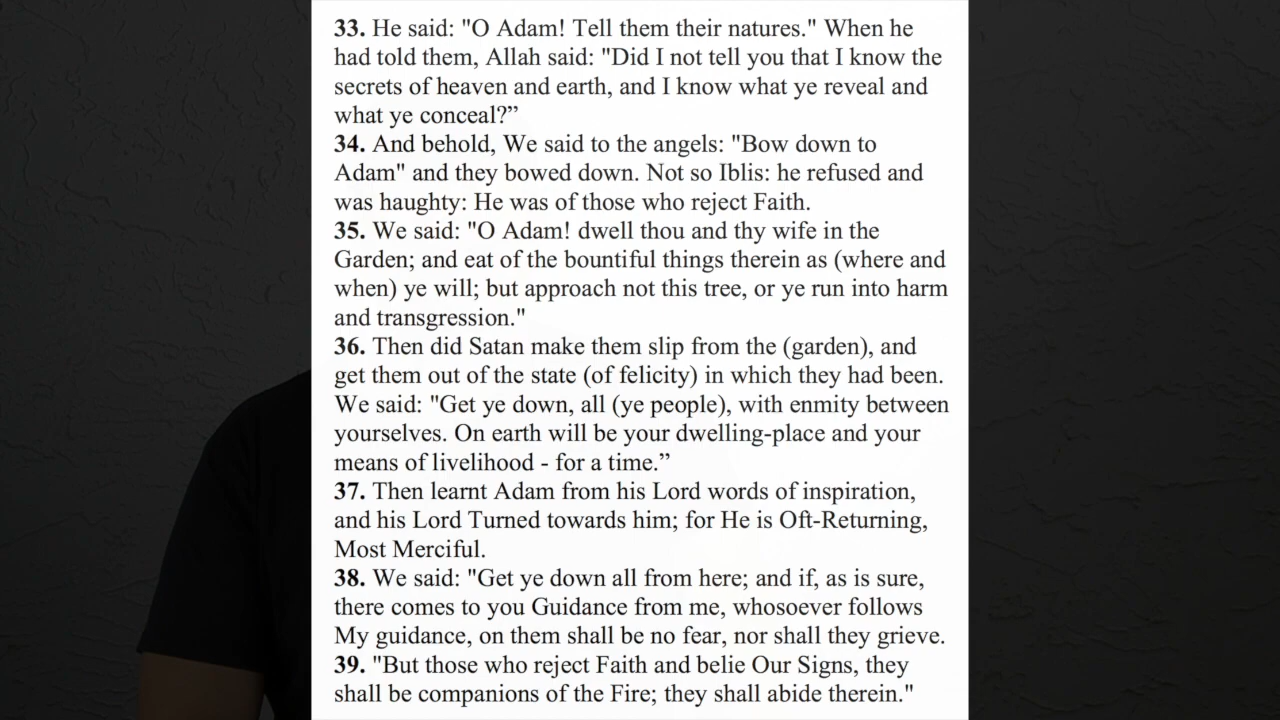 33. He said: "O Adam! Tell them their natures." When he
had told them, Allah said: "Did I not tell you that I know the
secrets of heaven and earth, and I know what ye reveal and
what ye conceal?”
34. And behold, We said to the angels: "Bow down to
Adam" and they bowed down. Not so Iblis: he refused and
was haughty: He was of those who reject Faith.
35. We said: "O Adam! dwell thou and thy wife in the
Garden; and eat of the bountiful things therein as (where and
when) ye will; but approach not this tree, or ye run into harm
and transgression."
36. Then did Satan make them slip from the (garden), and
get them out of the state (of felicity) in which they had been.
We said: "Get ye down, all (ye people), with enmity between
yourselves. On earth will be your dwelling-place and your
means of livelihood - for a time.”
37. Then learnt Adam from his Lord words of inspiration,
and his Lord Turned towards him; for He is Oft-Returning,
Most Merciful.
38. We said: "Get ye down all from here; and if, as is sure,
there comes to you Guidance from me, whosoever follows
My guidance, on them shall be no fear, nor shall they grieve.
39. "But those who reject Faith and belie Our Signs, they
shall be companions of the Fire; they shall abide therein."